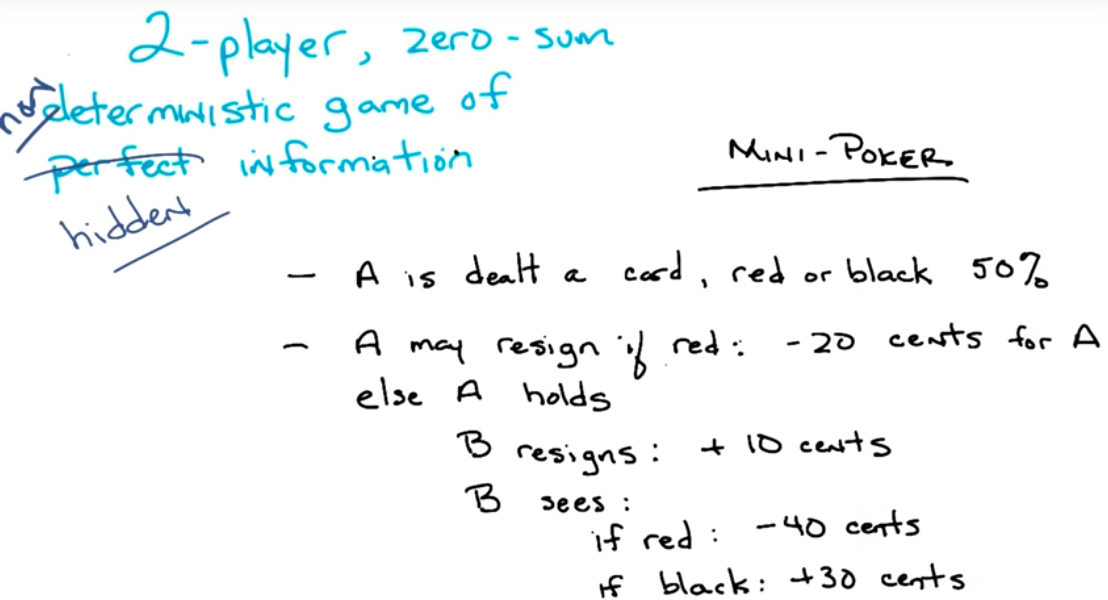 2-player, zero-sum
non deterministic game of
perfect information
hidden
MINI-POKER
- A is dealt a card, red or black 50%
- A may resign if red: -20 cents for A
else A holds
B resigns: + 10 cents
B sees:
if red: -40 cents
if black: +30 cents